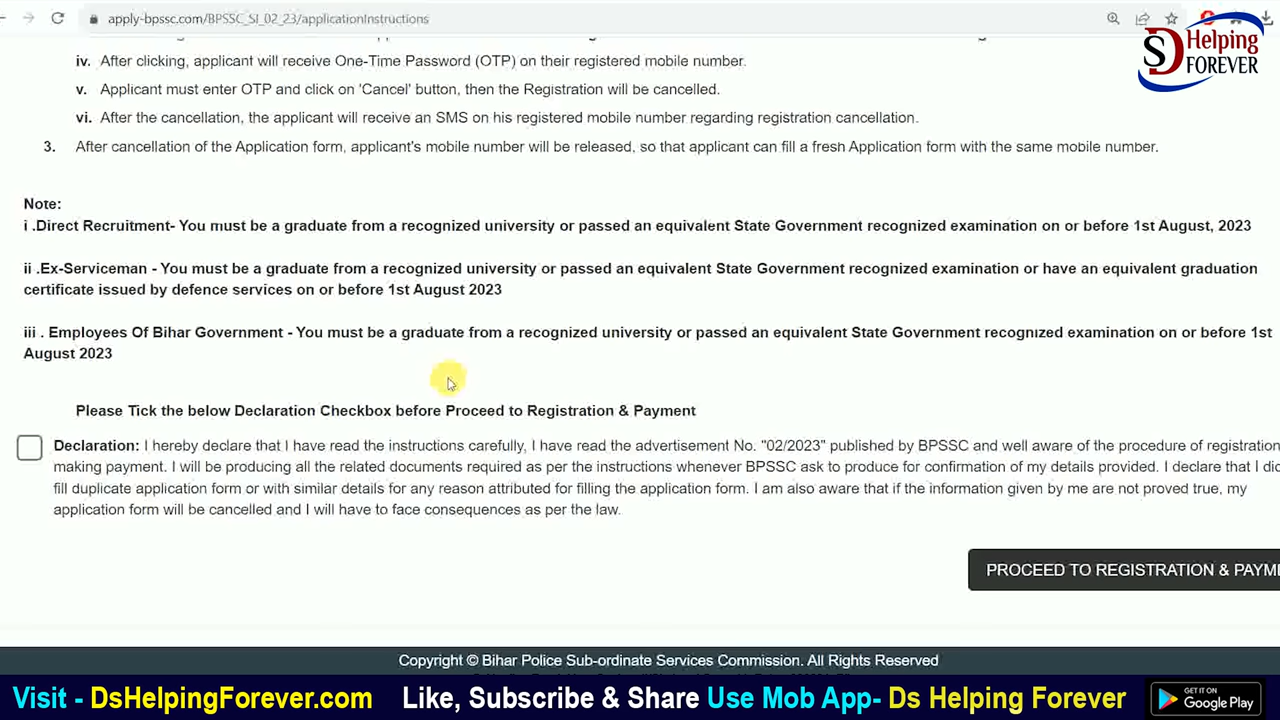 apply-bpssc.com/BPSSC_SI_02_23/applicationInstructions
DS Helping
FOREVER
iv. After clicking, applicant will receive One-Time Password (OTP) on their registered mobile number.
v. Applicant must enter OTP and click on 'Cancel' button, then the Registration will be cancelled.
vi. After the cancellation, the applicant will receive an SMS on his registered mobile number regarding registration cancellation.
3. After cancellation of the Application form, applicant's mobile number will be released, so that applicant can fill a fresh Application form with the same mobile number.
Note:
i .Direct Recruitment- You must be a graduate from a recognized university or passed an equivalent State Government recognized examination on or before 1st August, 2023
ii .Ex-Serviceman - You must be a graduate from a recognized university or passed an equivalent State Government recognized examination or have an equivalent graduation
certificate issued by defence services on or before 1st August 2023
iii . Employees Of Bihar Government - You must be a graduate from a recognized university or passed an equivalent State Government recognized examination on or before 1st
August 2023
Please Tick the below Declaration Checkbox before Proceed to Registration & Payment
Declaration: I hereby declare that I have read the instructions carefully, I have read the advertisement No. "02/2023" published by BPSSC and well aware of the procedure of registration
making payment. I will be producing all the related documents required as per the instructions whenever BPSSC ask to produce for confirmation of my details provided. I declare that I di
fill duplicate application form or with similar details for any reason attributed for filling the application form. I am also aware that if the information given by me are not proved true, my
application form will be cancelled and I will have to face consequences as per the law.
PROCEED TO REGISTRATION & PAYM
Copyright © Bihar Police Sub-ordinate Services Commission. All Rights Reserved
Visit - DsHelpingForever.com Like, Subscribe & Share Use Mob App- Ds Helping Forever
GET IT ON
Google Play